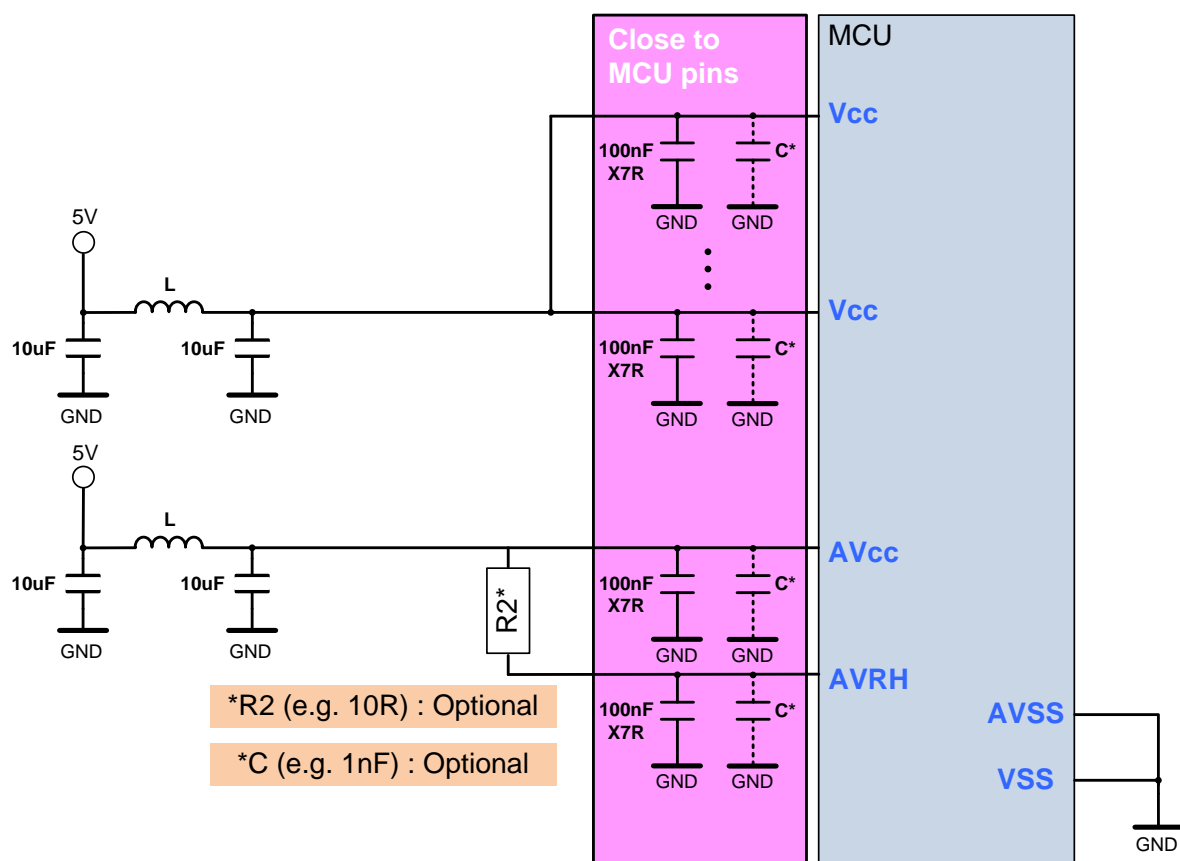 Close to
MCU pins
MCU
Vcc
100nF
X7R
C*
GND
GND
5V
L
Vcc
10uF
10uF
100nF
X7R
C*
GND
GND
GND
GND
5V
L
AVcc
10uF
10uF
100nF
X7R
C*
R2*
GND
GND
GND
GND
AVRH
*R2 (e.g. 10R) : Optional
100nF
X7R
C*
AVSS
*C (e.g. 1nF) : Optional
VSS
GND
GND
GND